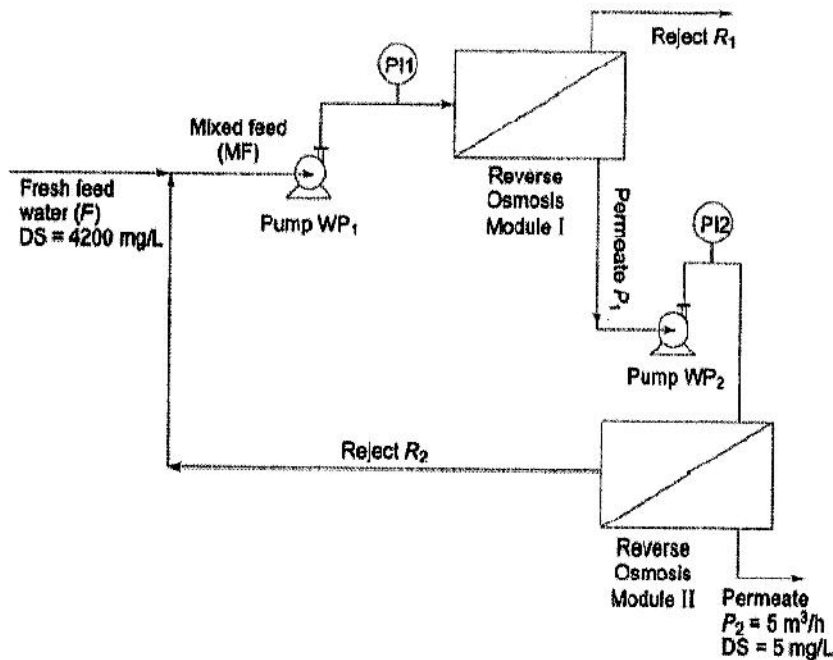 Reject R₁
PI1
Mixed feed
(MF)
Fresh feed
water (F)
DS = 4200 mg/L
Pump WP₁
Reverse
Osmosis
Module I
Permeate P₁
PI2
Pump WP₂
Reject R₂
Reverse
Osmosis
Module II
Permeate
P₂ = 5 m³/h
DS = 5 mg/L